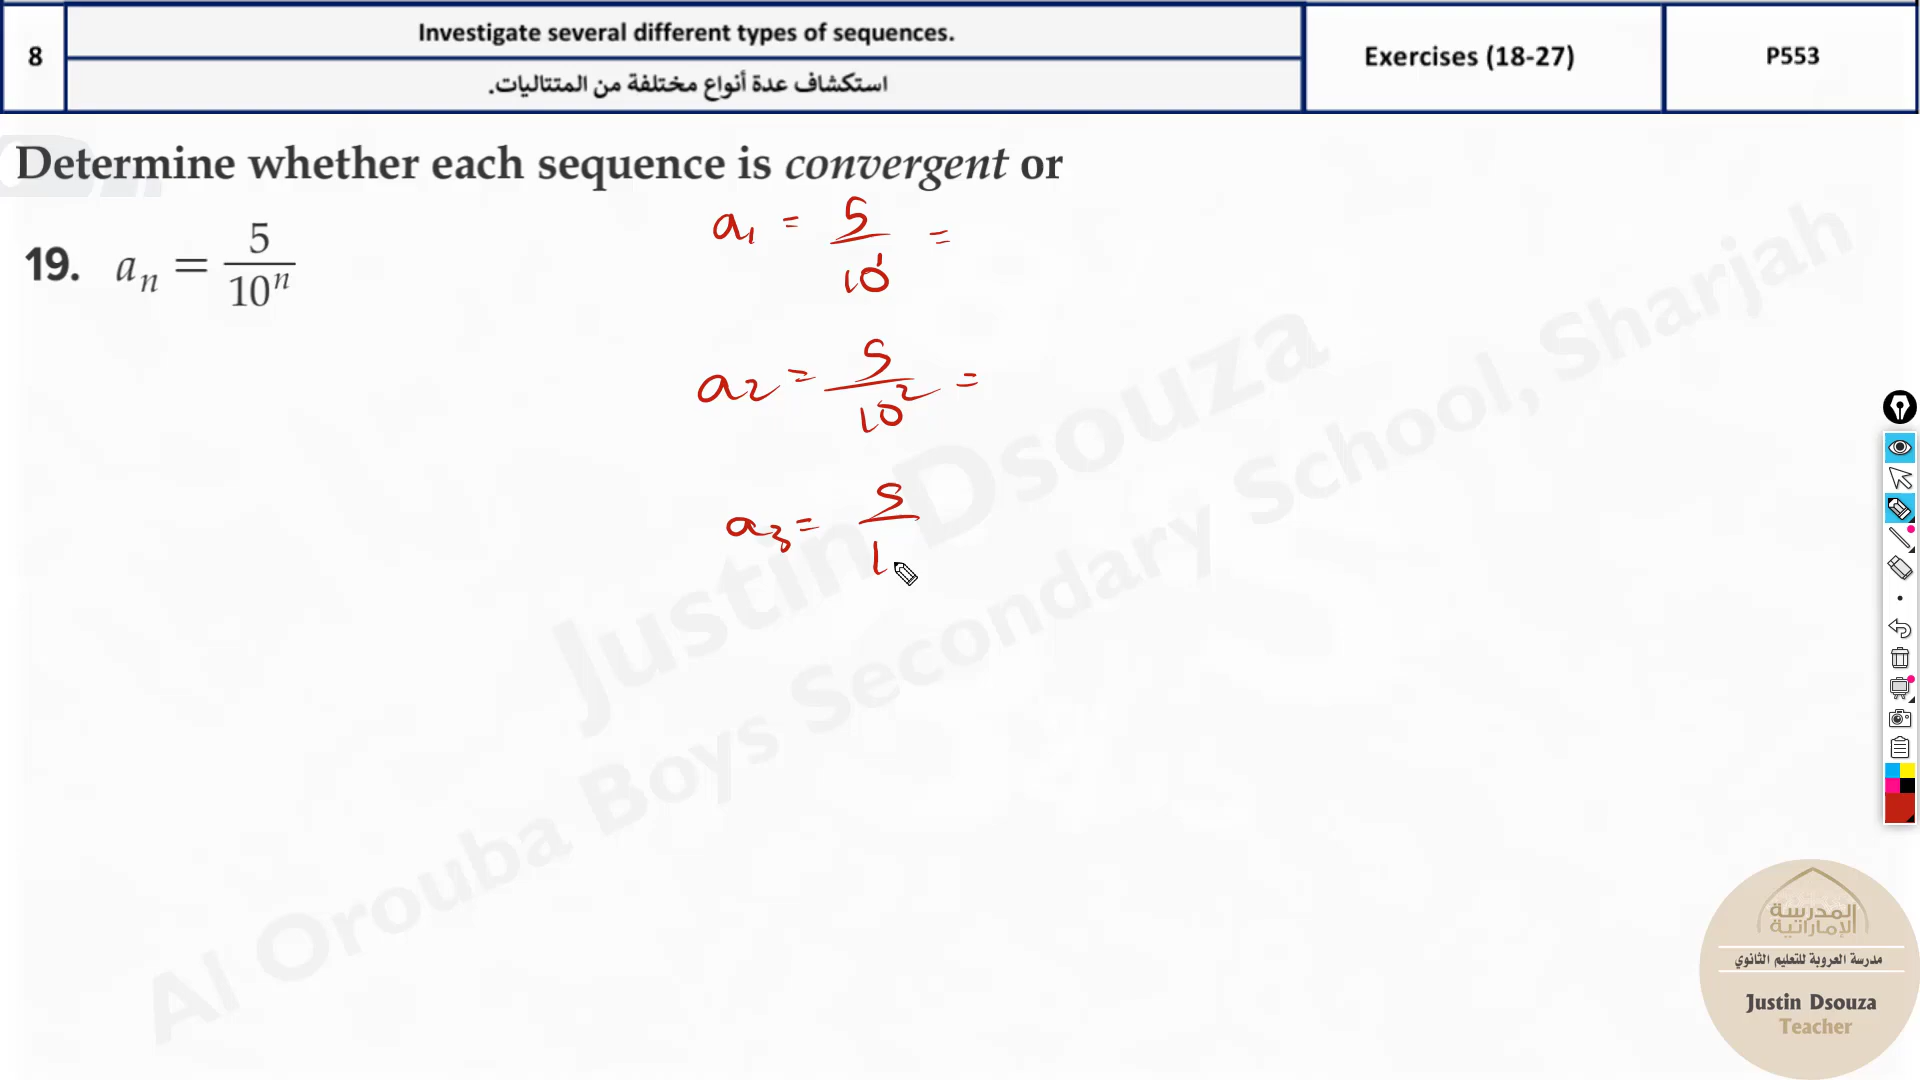 8
Investigate several different types of sequences.
استكشاف عدة أنواع مختلفة من المتتاليات.
Exercises (18-27)
P553
Determine whether each sequence is convergent or
19. aₙ = 5/10ⁿ
a₁ = 5/10¹ =
a₂ = 5/10² =
a₃ = 5/1
Justin Dsouza
Al Orouba Boys Secondary School, Sharjah
المدرسة
الإماراتية
مدرسة العروبة للتعليم الثانوي
Justin Dsouza
Teacher